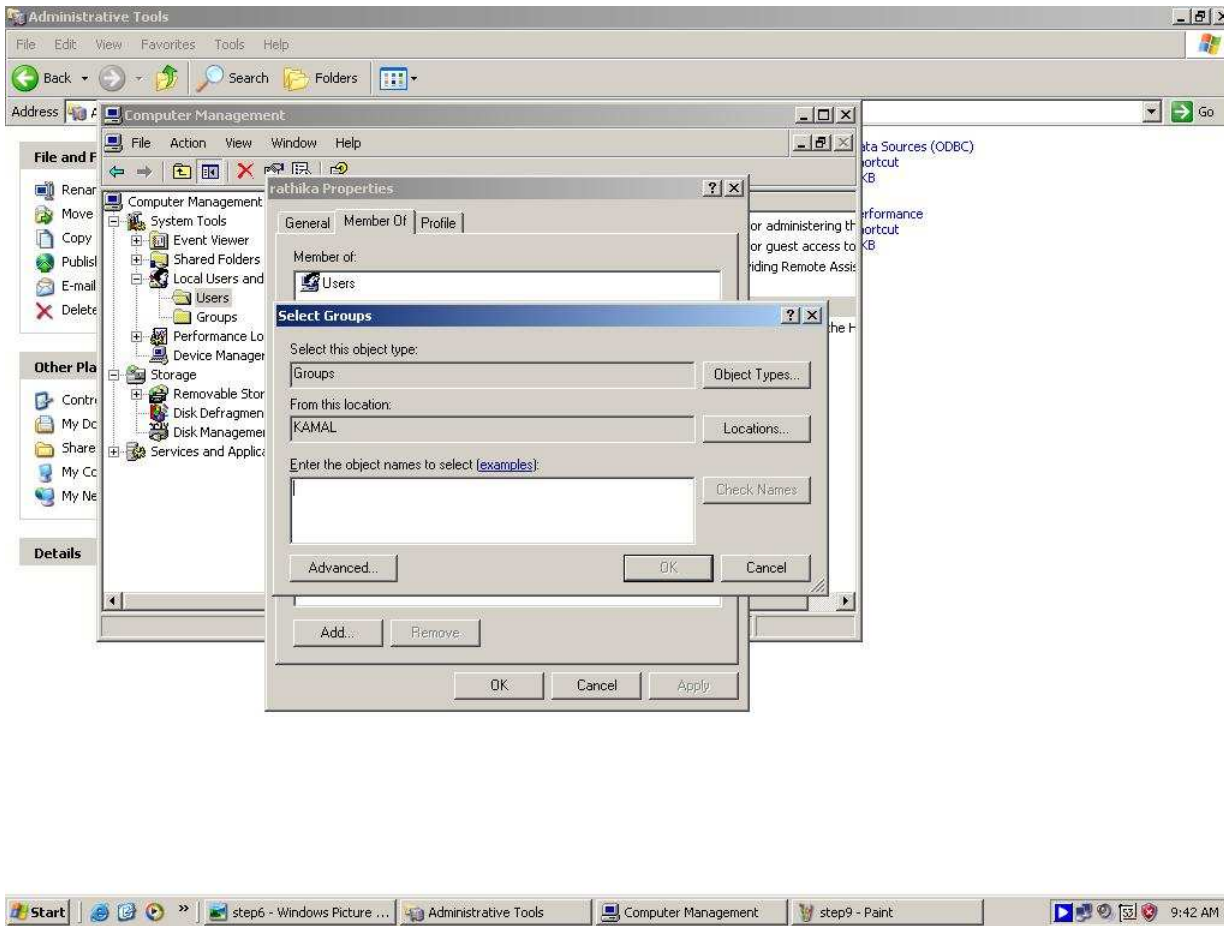 Administrative Tools
File Edit View Favorites Tools Help
Back Search Folders
Address Go
File and F
Renar
Move
Copy
Publis
E-mail
Delete
Other Pla
Contr
My Dc
Share
My Cc
My Ne
Details
Computer Management
File Action View Window Help
Computer Management
System Tools
Event Viewer
Shared Folders
Local Users and
Users
Groups
Performance Lo
Device Manager
Storage
Removable Stor
Disk Defragmen
Disk Managemen
Services and Applica
or administering th
or guest access to
viding Remote Assis
the H
ata Sources (ODBC)
ortcut
KB
rformance
ortcut
KB
rathika Properties
General Member Of Profile
Member of:
Users
Select Groups
Select this object type:
Groups Object Types...
From this location:
KAMAL Locations...
Enter the object names to select (examples):
Check Names
Advanced... OK Cancel
Add... Remove
OK Cancel Apply
Start step6 - Windows Picture ... Administrative Tools Computer Management step9 - Paint 9:42 AM